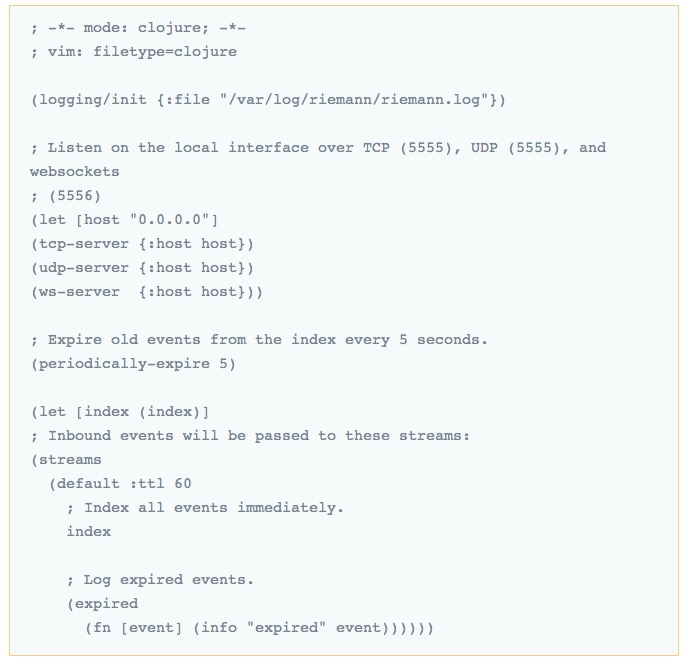 ; -*- mode: clojure; -*-
; vim: filetype=clojure

(logging/init {:file "/var/log/riemann/riemann.log"})

; Listen on the local interface over TCP (5555), UDP (5555), and
websockets
; (5556)
(let [host "0.0.0.0"]
(tcp-server {:host host})
(udp-server {:host host})
(ws-server  {:host host}))

; Expire old events from the index every 5 seconds.
(periodically-expire 5)

(let [index (index)]
; Inbound events will be passed to these streams:
(streams
  (default :ttl 60
    ; Index all events immediately.
    index

    ; Log expired events.
    (expired
      (fn [event] (info "expired" event))))))